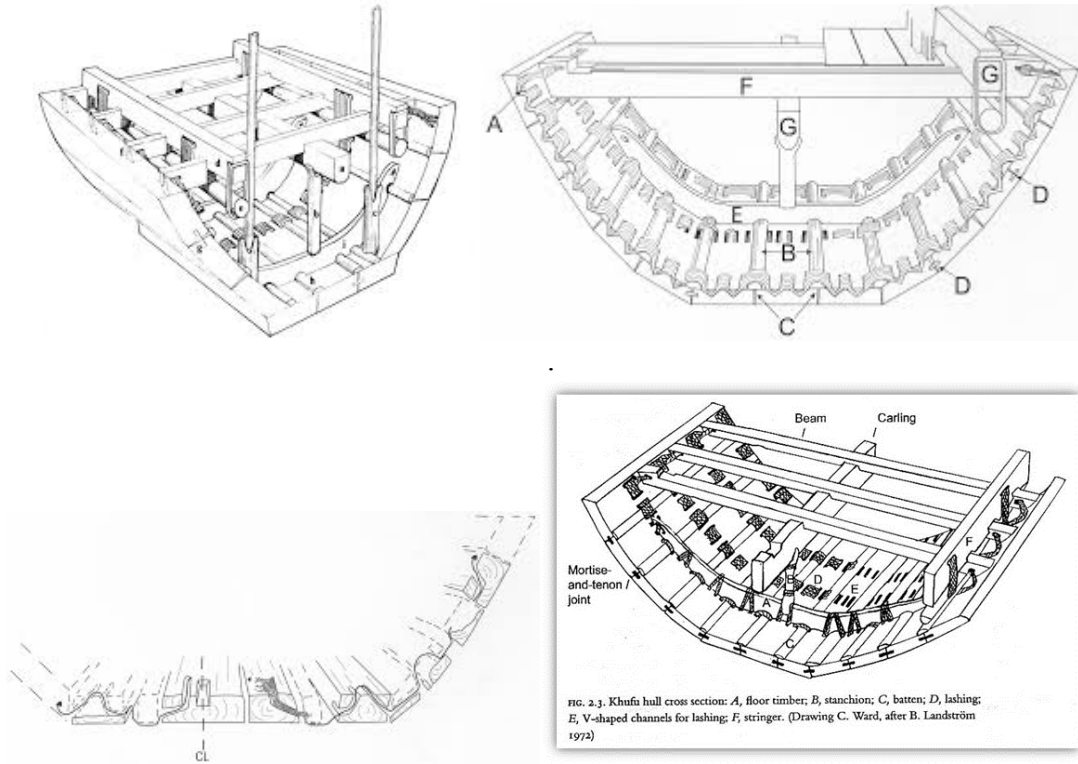 A
F
G
G
E
B
D
D
C
Beam
Carling
Mortise-
and-tenon
joint
F
B
D
E
A
C
CL
FIG. 2.3. Khufu hull cross section: A, floor timber; B, stanchion; C, batten; D, lashing;
E, V-shaped channels for lashing; F, stringer. (Drawing C. Ward, after B. Landström
1972)